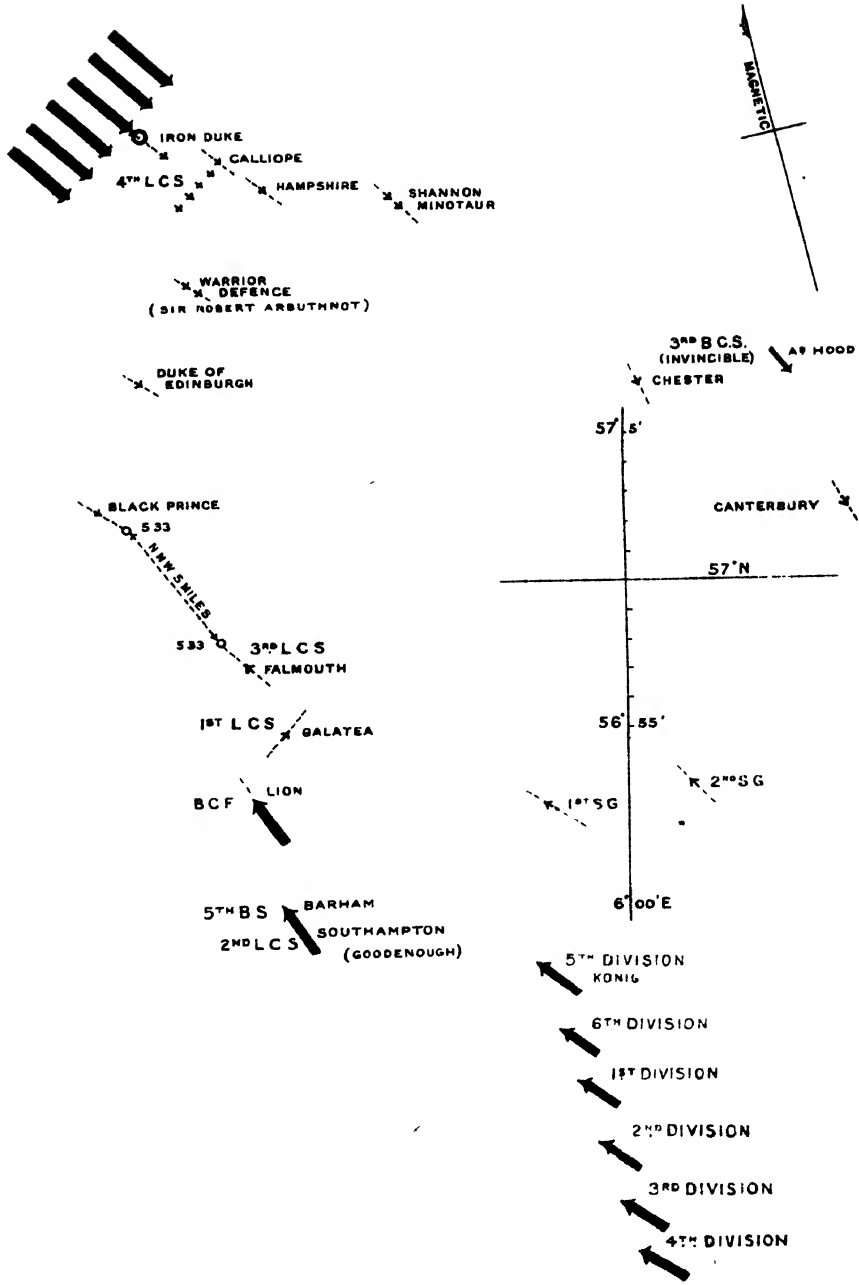 MAGNETIC
IRON DUKE
CALLIOPE
4TH LCS
HAMPSHIRE
SHANNON
MINOTAUR
WARRIOR
DEFENCE
(SIR ROBERT ARBUTHNOT)
3RD B C.S.
(INVINCIBLE)
HOOD
CHESTER
DUKE OF
EDINBURGH
57° 5'
BLACK PRINCE
CANTERBURY
533
NNW 5 MILES
57°N
533
3RD L C S
FALMOUTH
1ST L C S
GALATEA
56° 55'
2ND S G
LION
BCF
1ST SG
6°00'E
BARHAM
5TH B S
SOUTHAMPTON
2ND L C S
(GOODENOUGH)
5TH DIVISION
KONIG
6TH DIVISION
1ST DIVISION
2ND DIVISION
3RD DIVISION
4TH DIVISION